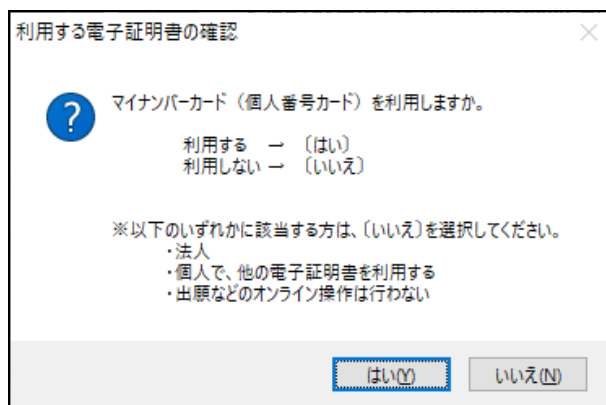 利用する電子証明書の確認
マイナンバーカード（個人番号カード）を利用しますか。
利用する → 〔はい〕
利用しない → 〔いいえ〕
※以下のいずれかに該当する方は、〔いいえ〕を選択してください。
・法人
・個人で、他の電子証明書を利用する
・出願などのオンライン操作は行わない
はい(Y)
いいえ(N)